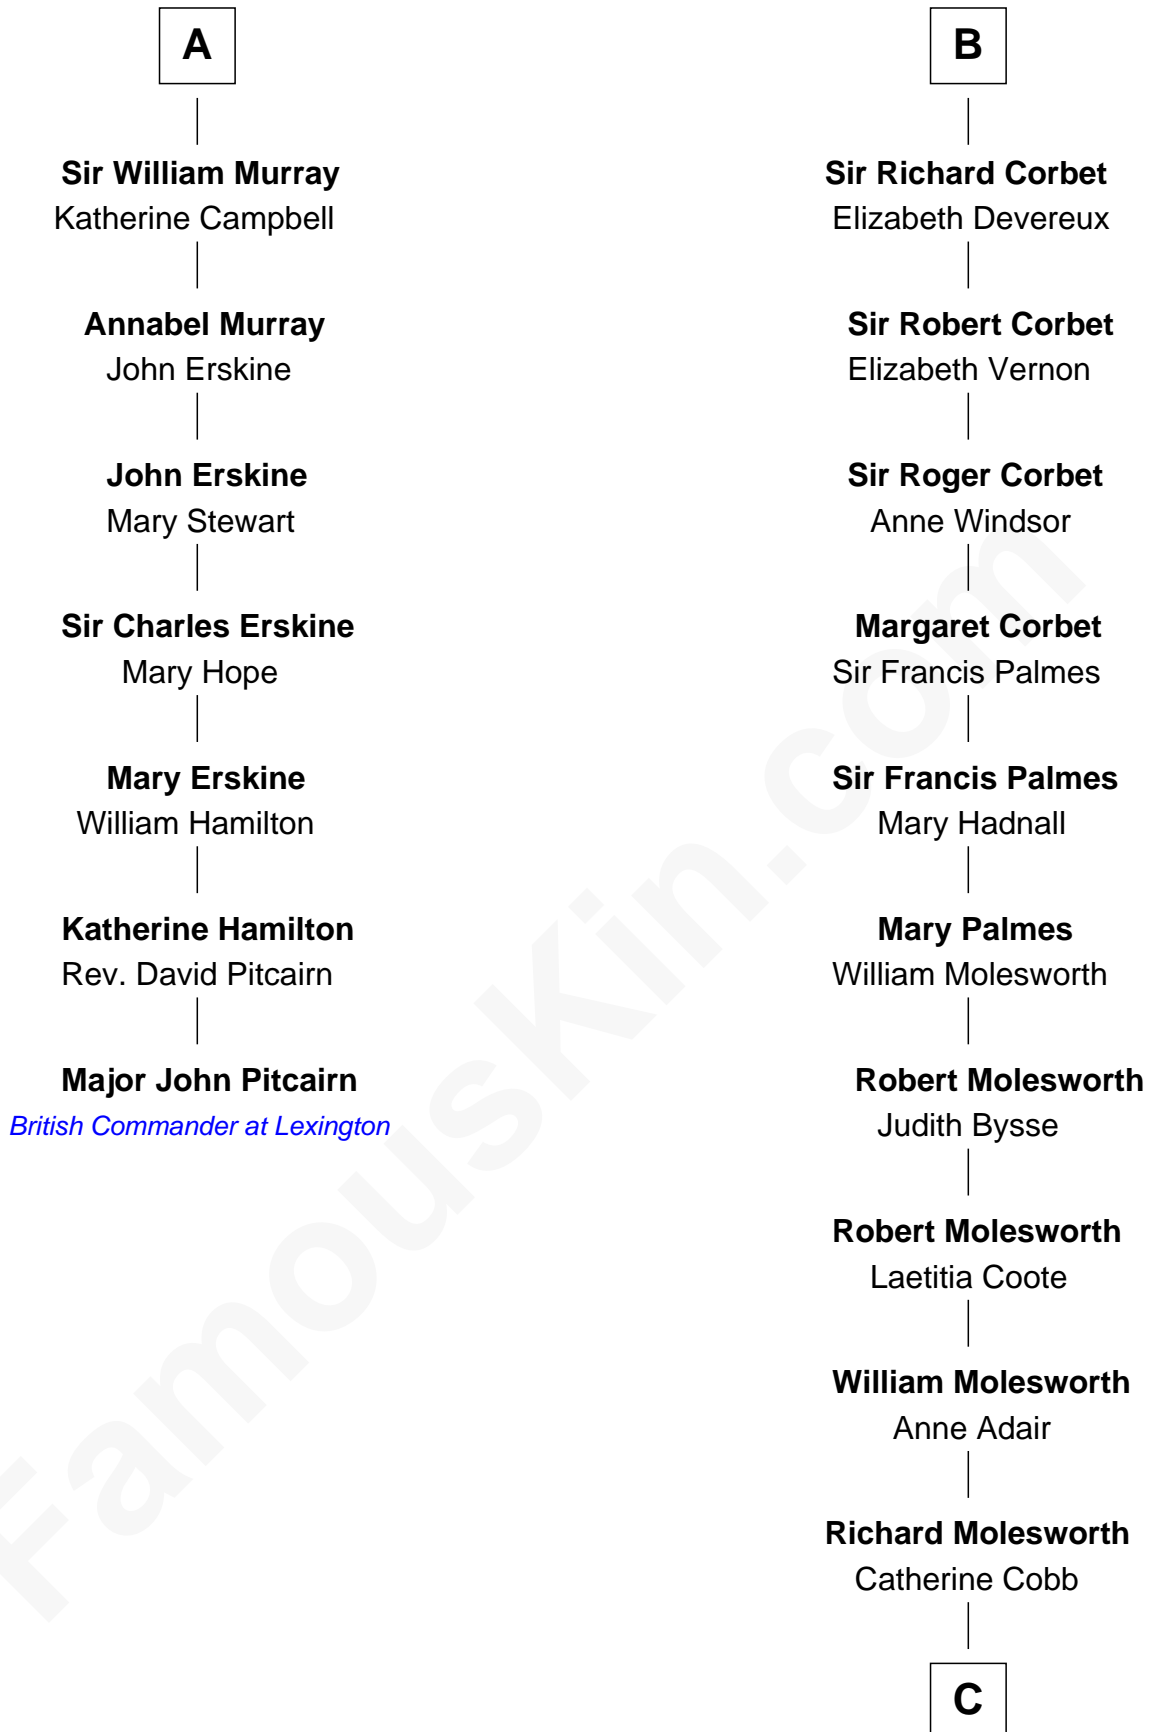 A
Sir William Murray
Katherine Campbell
Annabel Murray
John Erskine
John Erskine
Mary Stewart
Sir Charles Erskine
Mary Hope
Mary Erskine
William Hamilton
Katherine Hamilton
Rev. David Pitcairn
Major John Pitcairn
British Commander at Lexington
B
Sir Richard Corbet
Elizabeth Devereux
Sir Robert Corbet
Elizabeth Vernon
Sir Roger Corbet
Anne Windsor
Margaret Corbet
Sir Francis Palmes
Sir Francis Palmes
Mary Hadnall
Mary Palmes
William Molesworth
Robert Molesworth
Judith Bysse
Robert Molesworth
Laetitia Coote
William Molesworth
Anne Adair
Richard Molesworth
Catherine Cobb
C
FamousKin.com